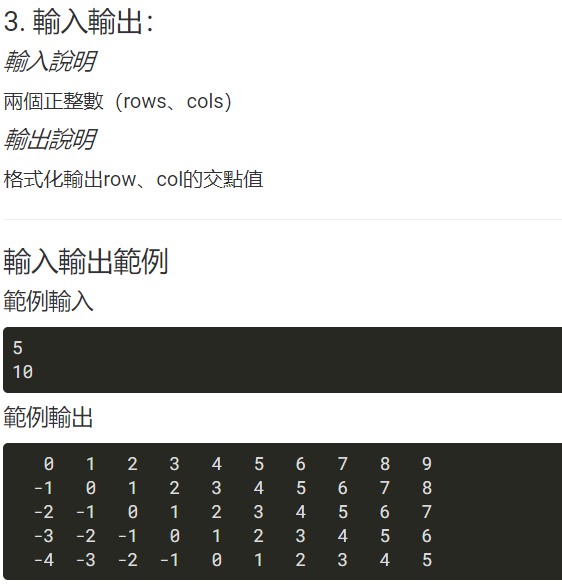 3. 輸入輸出：
輸入說明
兩個正整數（rows、cols）
輸出說明
格式化輸出row、col的交點值
輸入輸出範例
範例輸入
5
10
範例輸出
   0   1   2   3   4   5   6   7   8   9
  -1   0   1   2   3   4   5   6   7   8
  -2  -1   0   1   2   3   4   5   6   7
  -3  -2  -1   0   1   2   3   4   5   6
  -4  -3  -2  -1   0   1   2   3   4   5